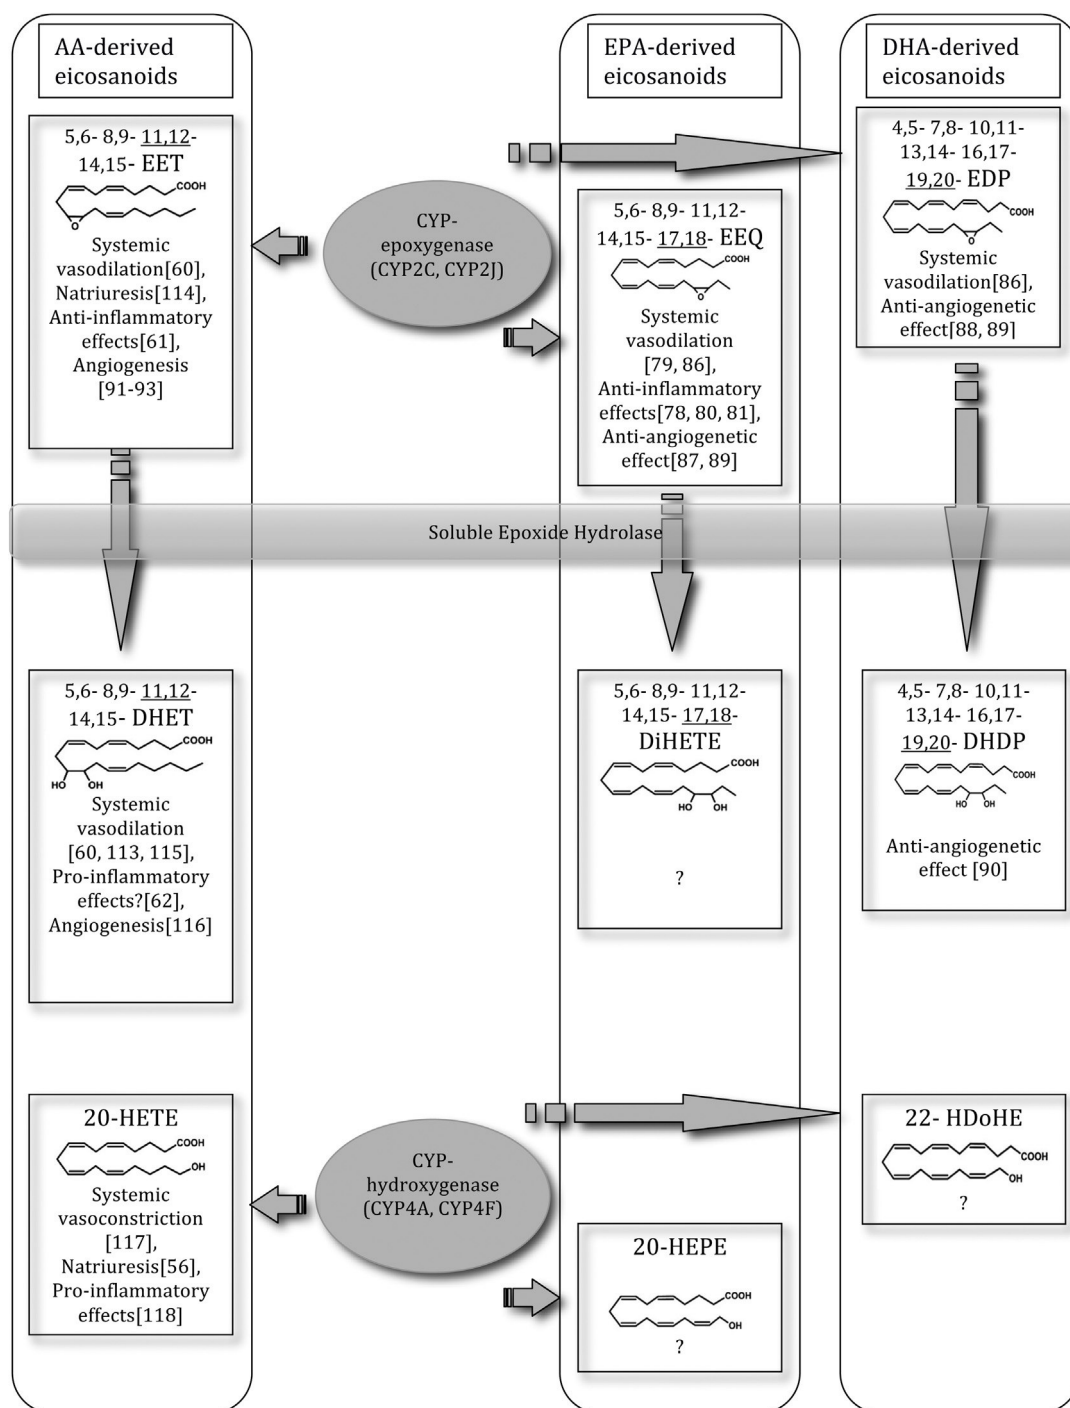 AA-derived
eicosanoids
5,6- 8,9- 11,12-
14,15- EET
COOH
O
Systemic
vasodilation[60],
Natriuresis[114],
Anti-inflammatory
effects[61],
Angiogenesis
[91-93]
CYP-
epoxygenase
(CYP2C, CYP2J)
EPA-derived
eicosanoids
5,6- 8,9- 11,12-
14,15- 17,18- EEQ
COOH
O
Systemic
vasodilation
[79, 86],
Anti-inflammatory
effects[78, 80, 81],
Anti-angiogenetic
effect[87, 89]
DHA-derived
eicosanoids
4,5- 7,8- 10,11-
13,14- 16,17-
19,20- EDP
COOH
O
Systemic
vasodilation[86],
Anti-angiogenetic
effect[88, 89]
Soluble Epoxide Hydrolase
5,6- 8,9- 11,12-
14,15- DHET
COOH
HO OH
Systemic
vasodilation
[60, 113, 115],
Pro-inflammatory
effects?[62],
Angiogenesis[116]
5,6- 8,9- 11,12-
14,15- 17,18-
DiHETE
COOH
HO OH
?
4,5- 7,8- 10,11-
13,14- 16,17-
19,20- DHDP
COOH
HO OH
Anti-angiogenetic
effect [90]
20-HETE
COOH
OH
Systemic
vasoconstriction
[117],
Natriuresis[56],
Pro-inflammatory
effects[118]
CYP-
hydroxygenase
(CYP4A, CYP4F)
20-HEPE
COOH
OH
?
22- HDoHE
COOH
OH
?